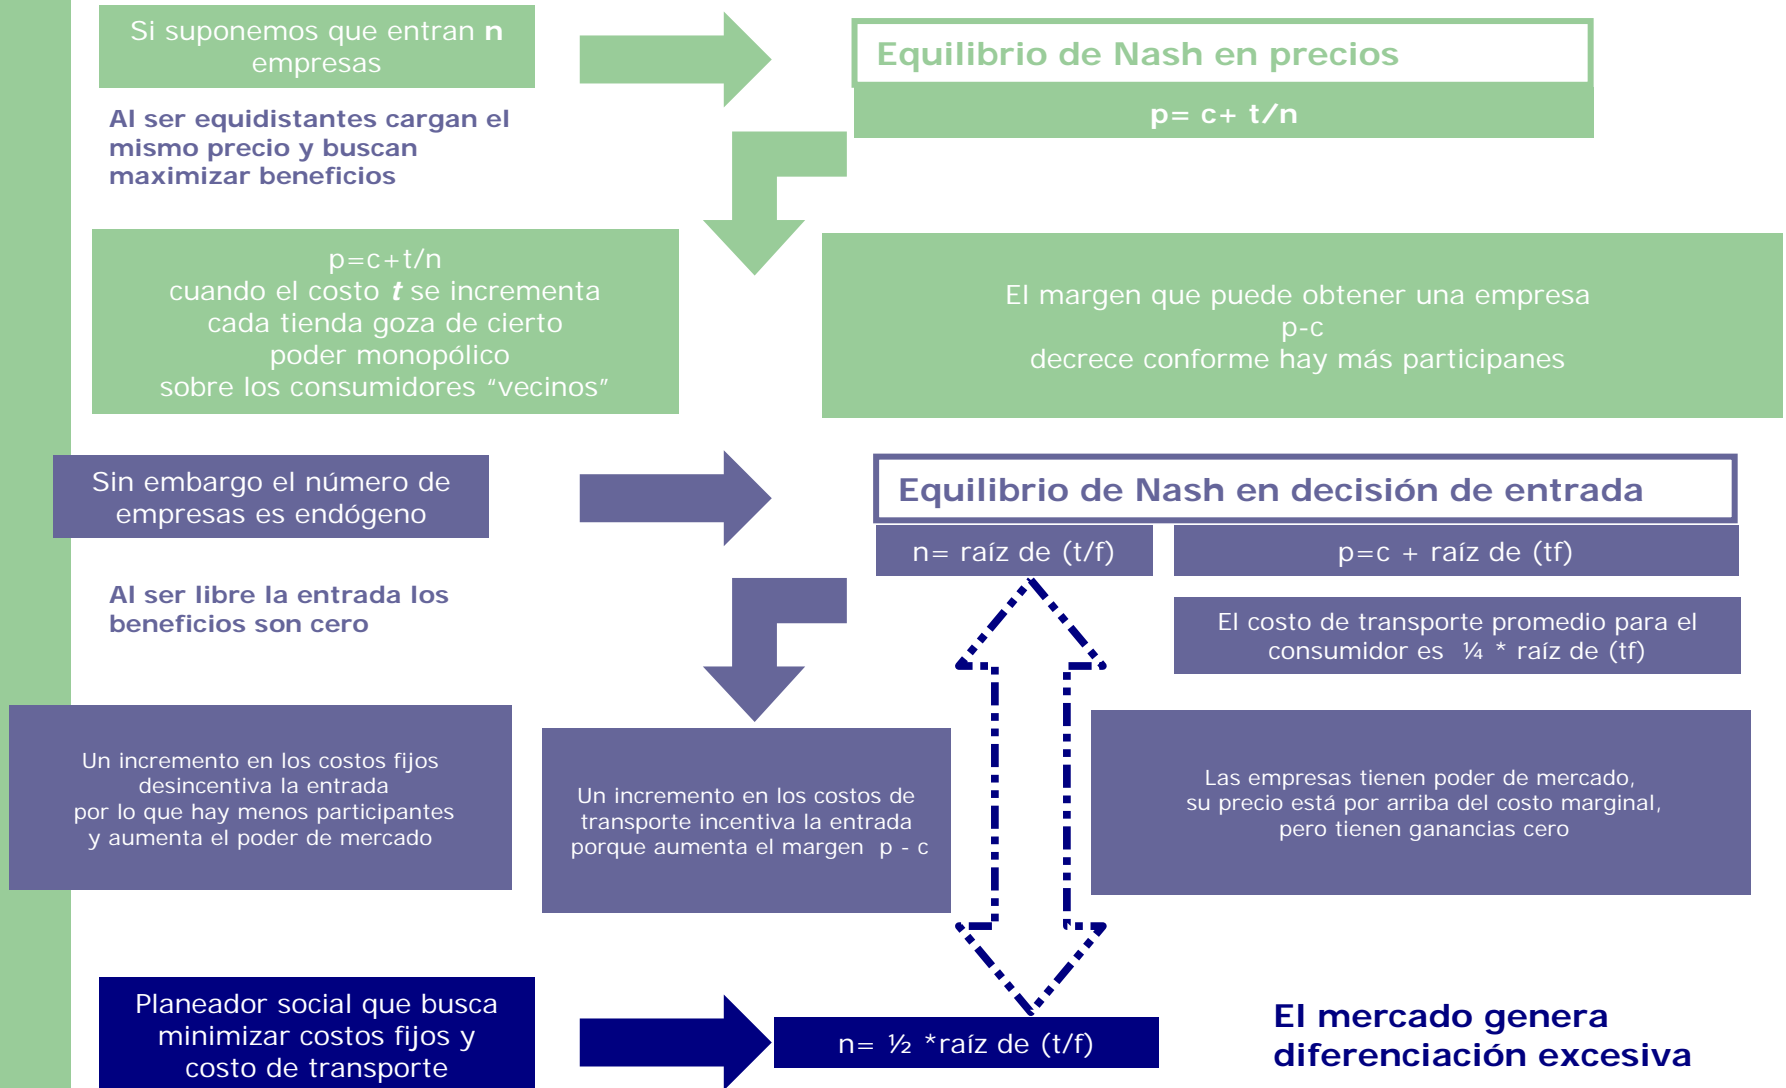 Si suponemos que entran n
empresas
Equilibrio de Nash en precios
p= c+ t/n
Al ser equidistantes cargan el
mismo precio y buscan
maximizar beneficios
p=c+t/n
cuando el costo t se incrementa
cada tienda goza de cierto
poder monopólico
sobre los consumidores “vecinos”
El margen que puede obtener una empresa
p-c
decrece conforme hay más participanes
Sin embargo el número de
empresas es endógeno
Equilibrio de Nash en decisión de entrada
n= raíz de (t/f)
p=c + raíz de (tf)
Al ser libre la entrada los
beneficios son cero
El costo de transporte promedio para el
consumidor es ¼ * raíz de (tf)
Un incremento en los costos fijos
desincentiva la entrada
por lo que hay menos participantes
y aumenta el poder de mercado
Un incremento en los costos de
transporte incentiva la entrada
porque aumenta el margen p - c
Las empresas tienen poder de mercado,
su precio está por arriba del costo marginal,
pero tienen ganancias cero
Planeador social que busca
minimizar costos fijos y
costo de transporte
n= ½ *raíz de (t/f)
El mercado genera
diferenciación excesiva